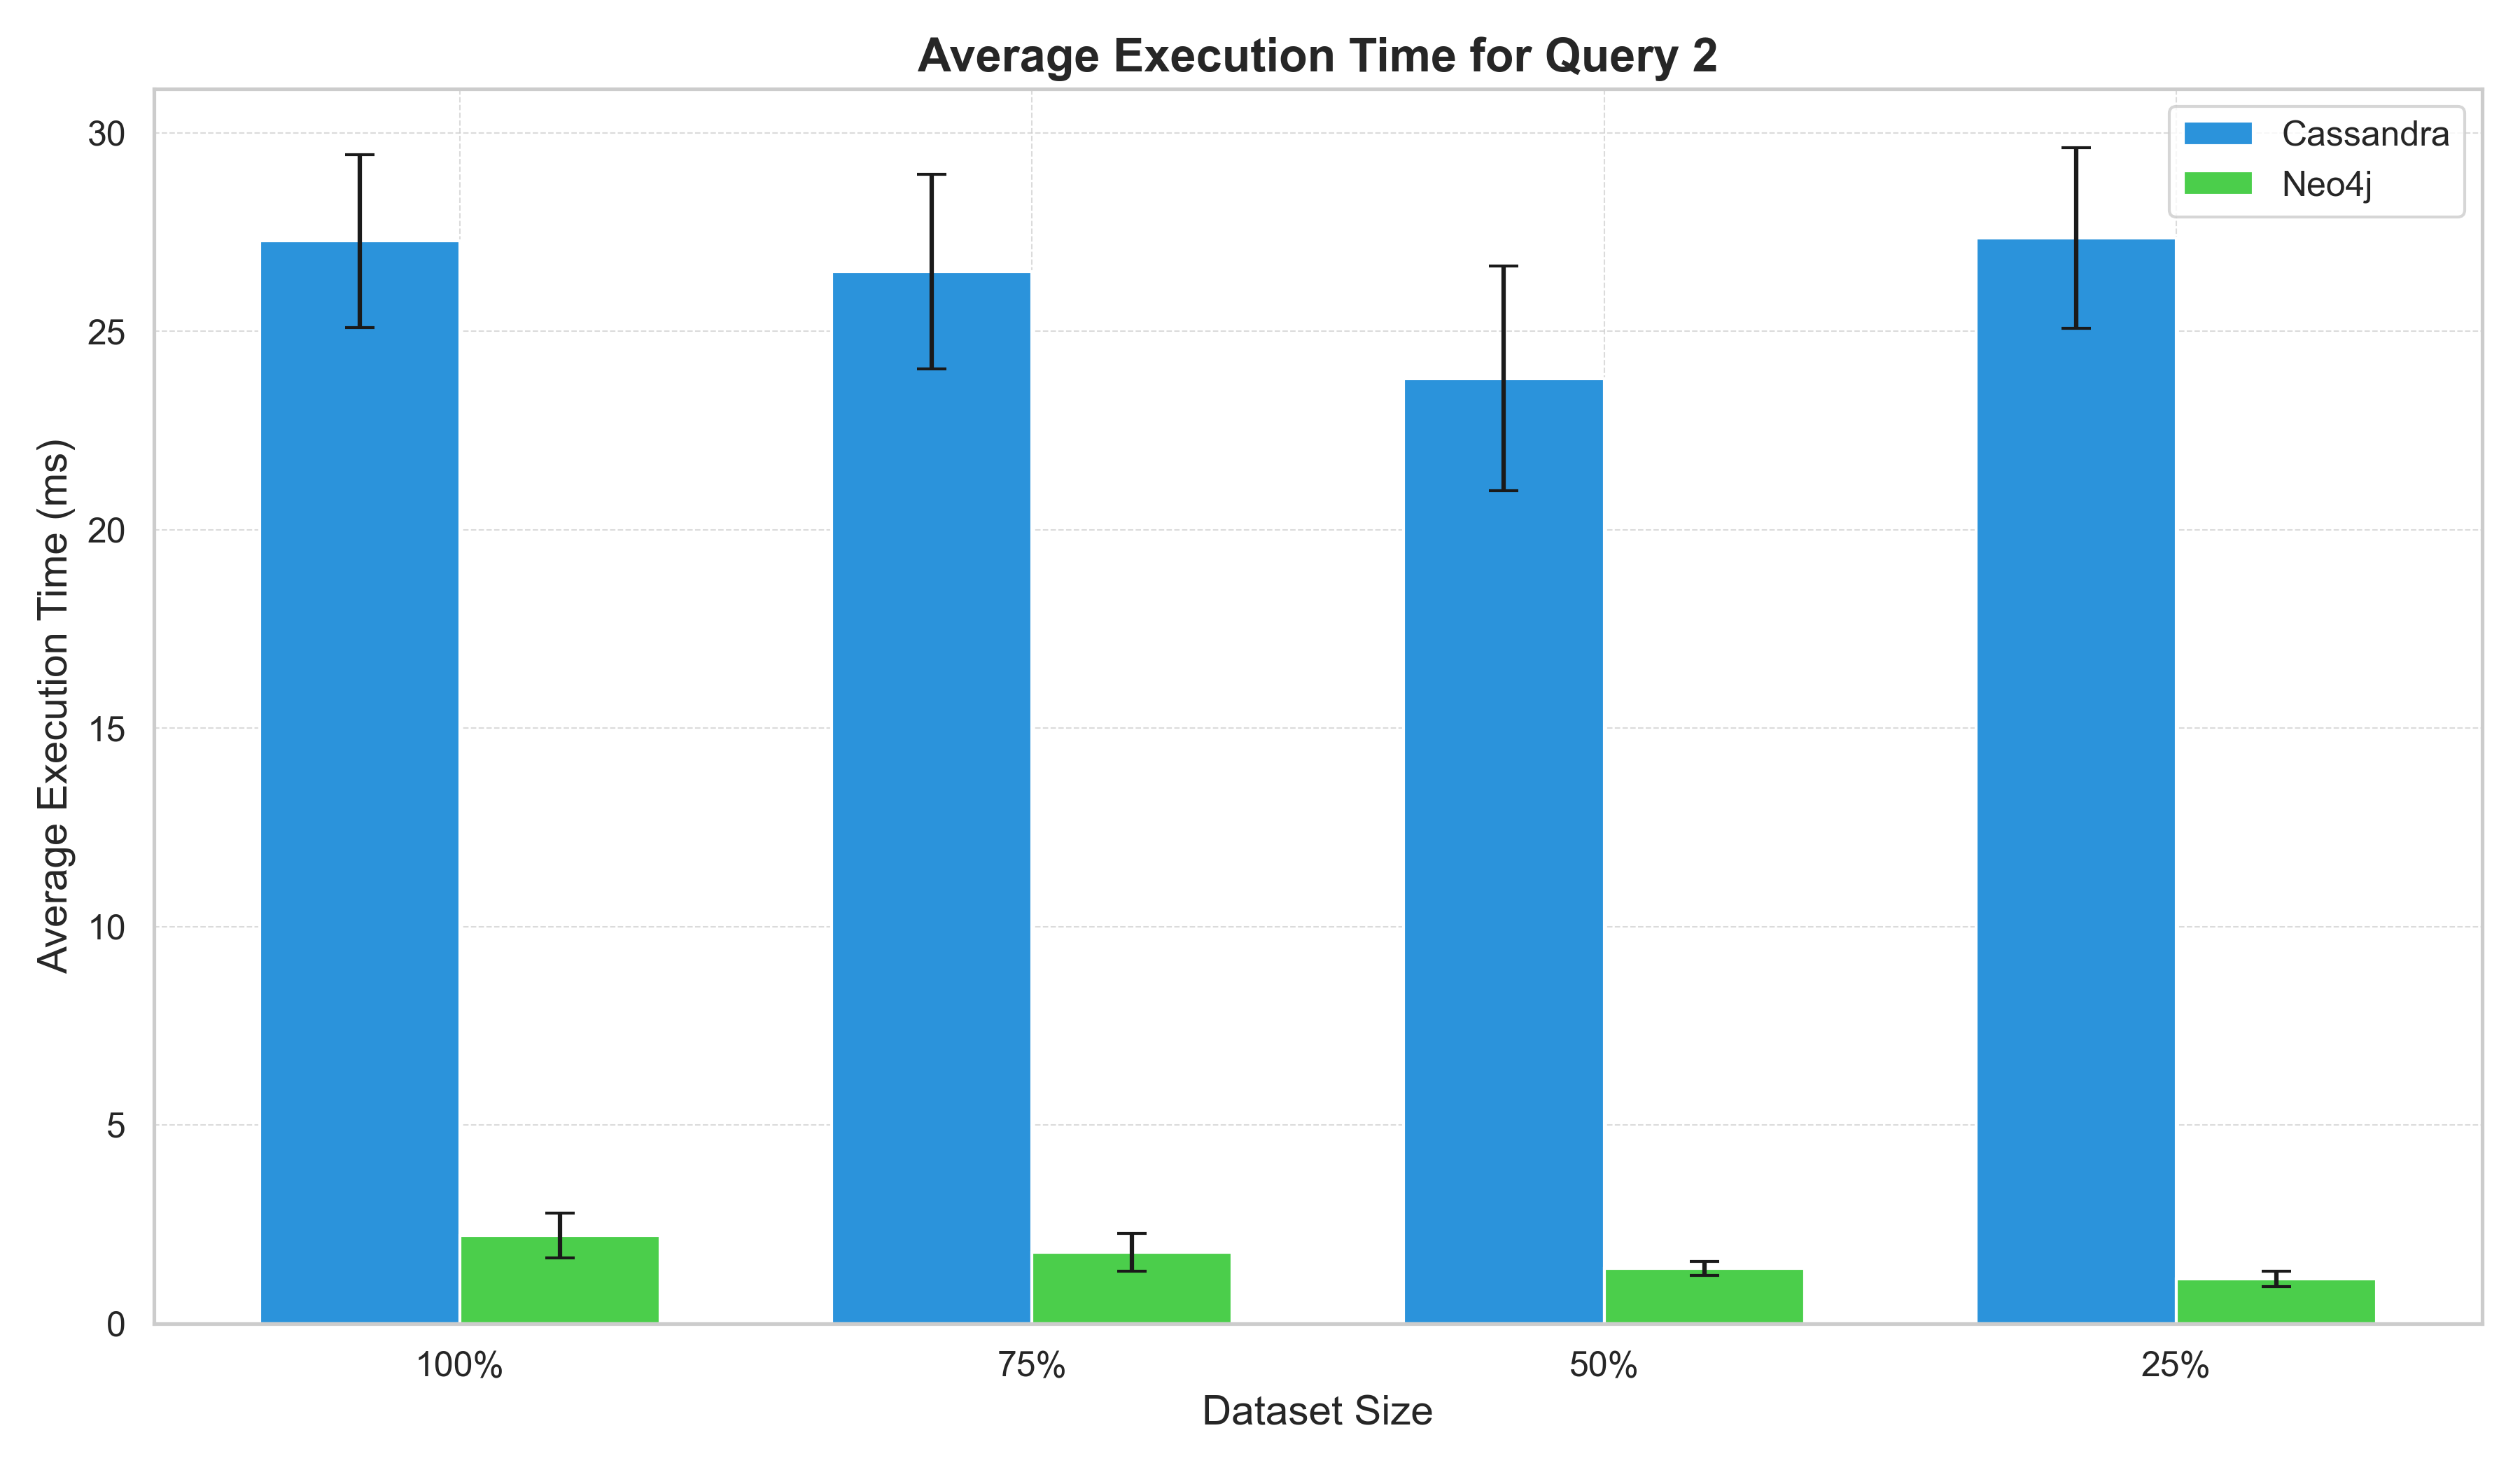 Average Execution Time for Query 2
Cassandra
Neo4j
Average Execution Time (ms)
30
25
20
15
10
5
0
100%
75%
50%
25%
Dataset Size